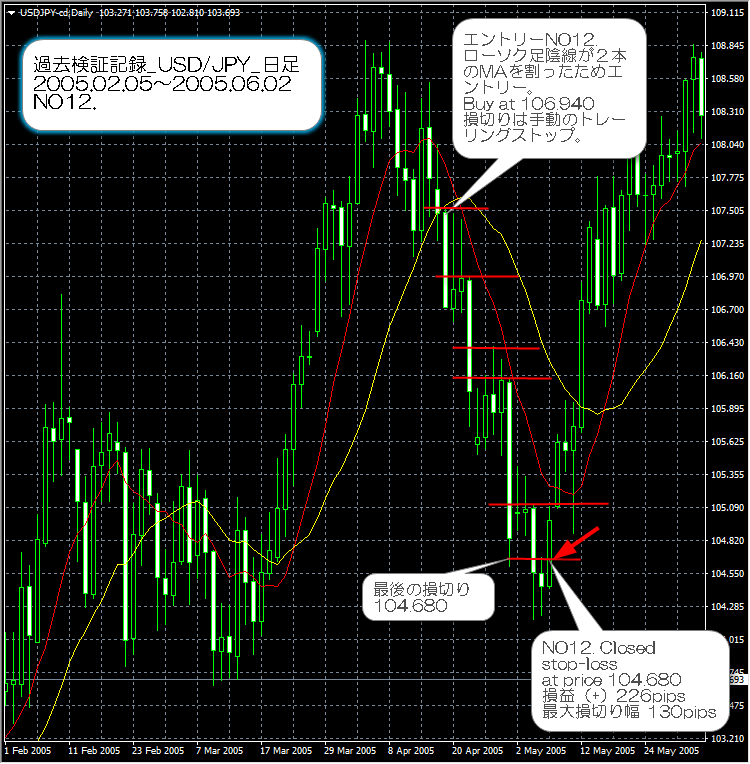 USDJPY-cd,Daily 103.271 103.758 102.810 103.693
過去検証記録_USD/JPY_日足
2005.02.05～2005.06.02
NO12.
エントリーNO12.
ローソク足陰線が２本
のMAを割ったためエ
ントリー。
Buy at 106.940
損切りは手動のトレー
リングストップ。
最後の損切り
104.680
NO12. Closed
stop-loss
at price 104.680
損益（+）226pips
最大損切り幅 130pips
109.115
108.845
108.580
108.310
108.040
107.775
107.505
107.235
106.970
106.700
106.430
106.160
105.895
105.625
105.355
105.090
104.820
104.550
104.285
.015
.745
693
.475
103.210
1 Feb 2005
11 Feb 2005
23 Feb 2005
7 Mar 2005
17 Mar 2005
29 Mar 2005
8 Apr 2005
20 Apr 2005
2 May 2005
12 May 2005
24 May 2005